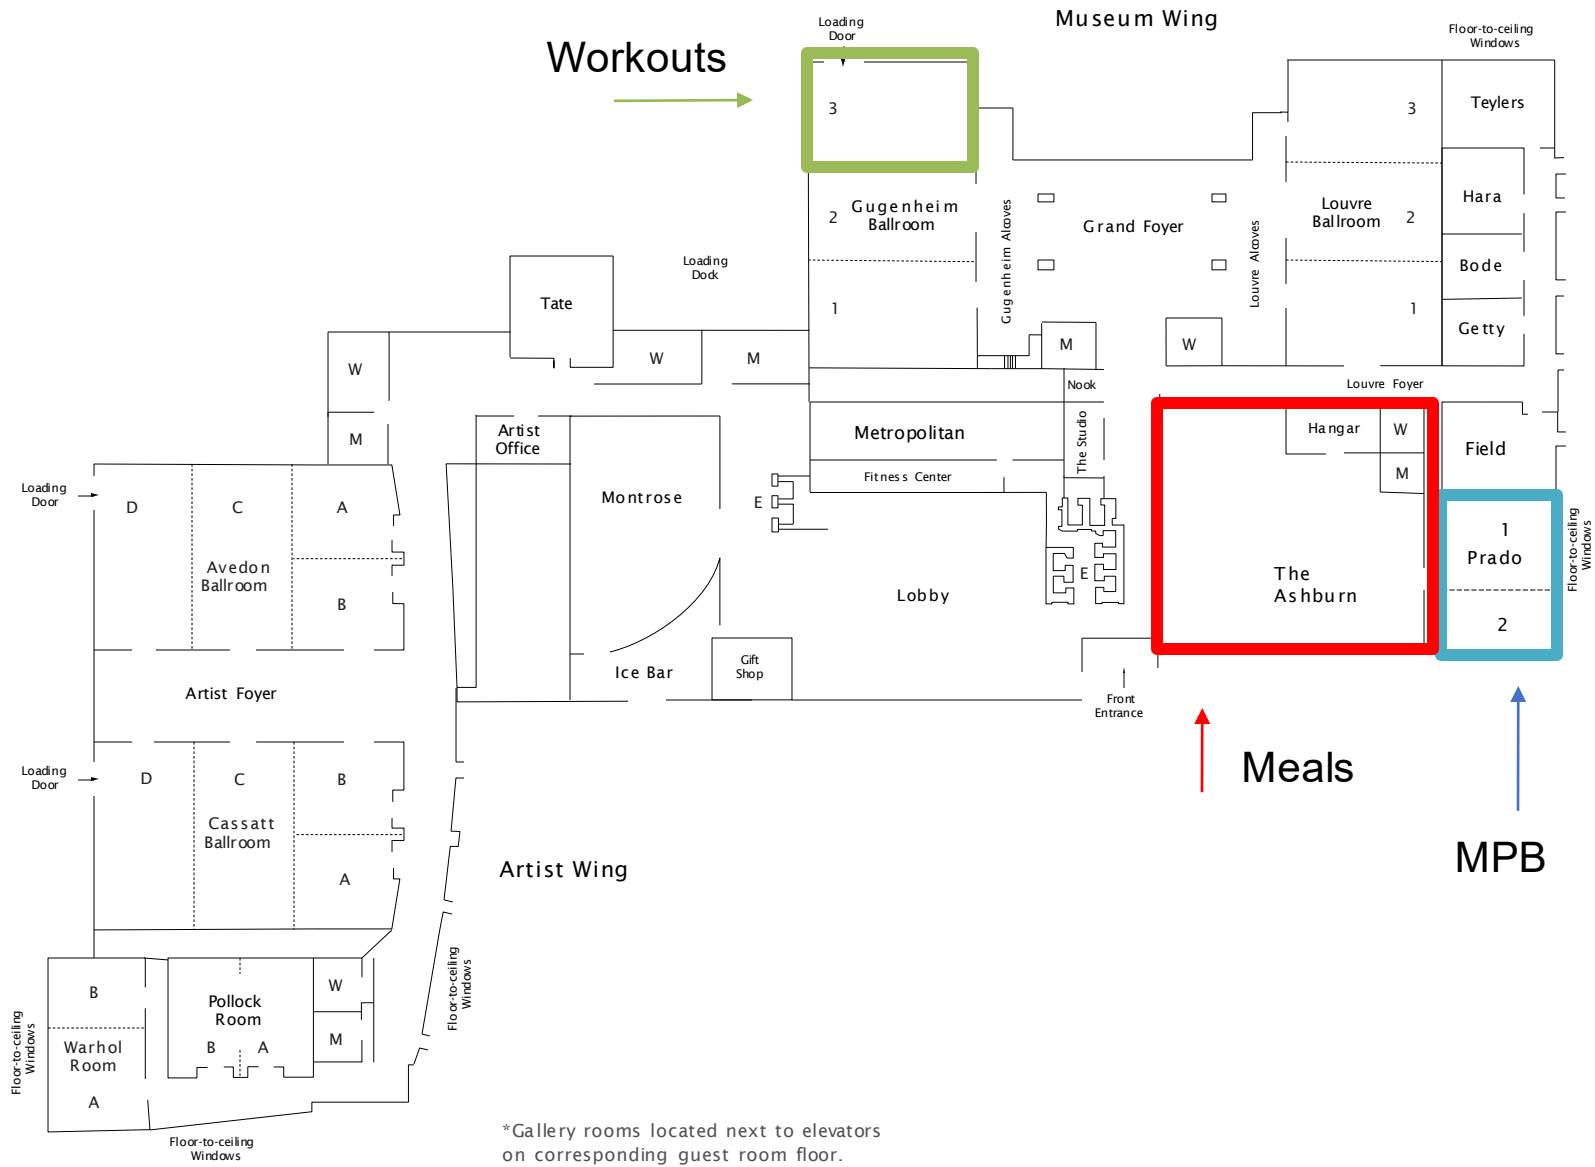 Museum Wing
Loading
Door
Floor-to-ceiling
Windows
Workouts
3
3
Teylers
2
Gugenheim
Ballroom
Gugenheim Alcoves
Grand Foyer
Louvre Alcoves
Louvre
Ballroom
2
Hara
Loading
Dock
Bode
Tate
1
1
Getty
W
W
M
M
W
Nook
Louvre Foyer
M
Artist
Office
Metropolitan
The Studio
Hangar
W
Field
M
Fitness Center
Loading
Door
D
C
A
Montrose
E
1
Prado
2
Floor-to-ceiling
Windows
Avedon
Ballroom
B
Lobby
E
The
Ashburn
Ice Bar
Gift
Shop
Artist Foyer
Front
Entrance
Loading
Door
D
C
B
Meals
Cassatt
Ballroom
A
Artist Wing
MPB
B
Pollock
Room
W
Floor-to-ceiling
Windows
Floor-to-ceiling
Windows
Warhol
Room
B
A
M
A
Floor-to-ceiling
Windows
*Gallery rooms located next to elevators
on corresponding guest room floor.